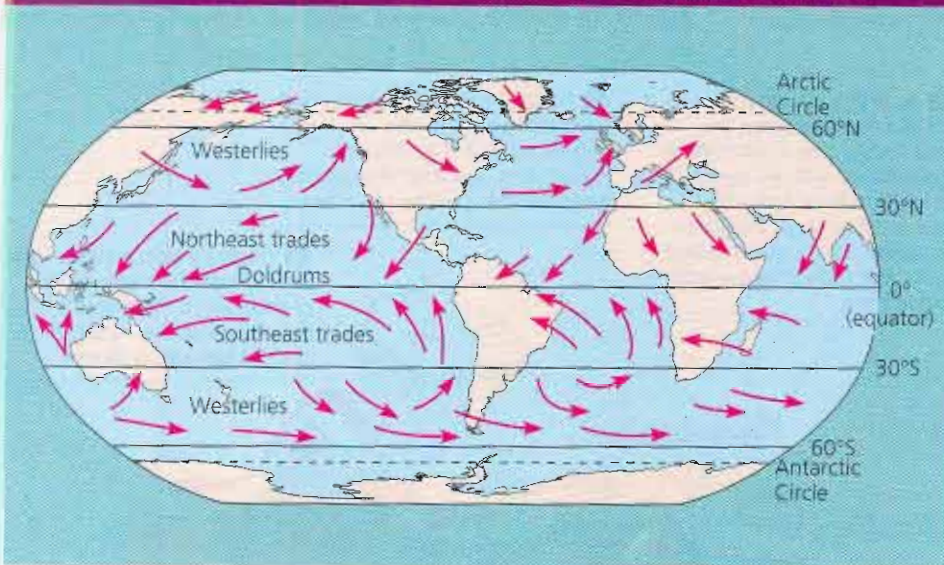 Arctic
Circle
60°N
Westerlies
30°N
Northeast trades
Doldrums
0°
(equator)
Southeast trades
30°S
Westerlies
60°S
Antarctic
Circle